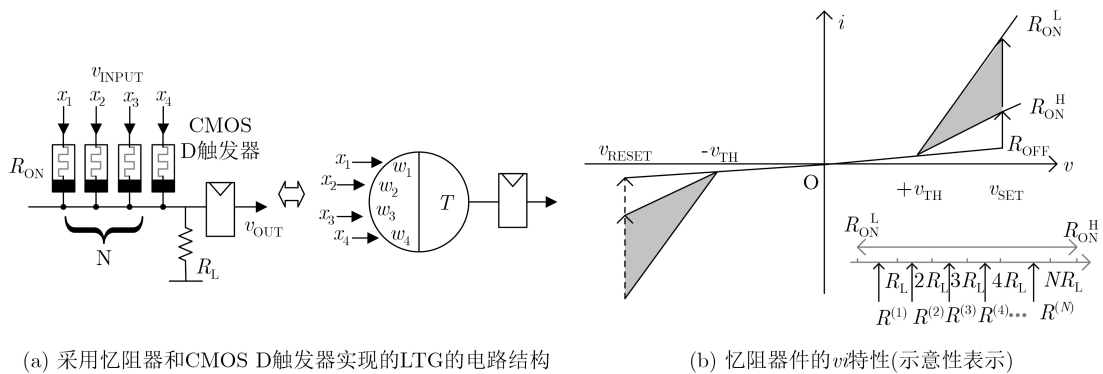 v_INPUT
x_1 x_2 x_3 x_4
CMOS
D触发器
R_ON
N
R_L
v_OUT
x_1
x_2
x_3
x_4
w_1
w_2
w_3
w_4
T
(a) 采用忆阻器和CMOS D触发器实现的LTG的电路结构
i
R_ON^L
R_ON^H
R_OFF
v_RESET
-v_TH
v
O
+v_TH
v_SET
R_ON^L
R_ON^H
R_L 2R_L 3R_L 4R_L NR_L
R^(1) R^(2) R^(3) R^(4) ... R^(N)
(b) 忆阻器件的vi特性(示意性表示)